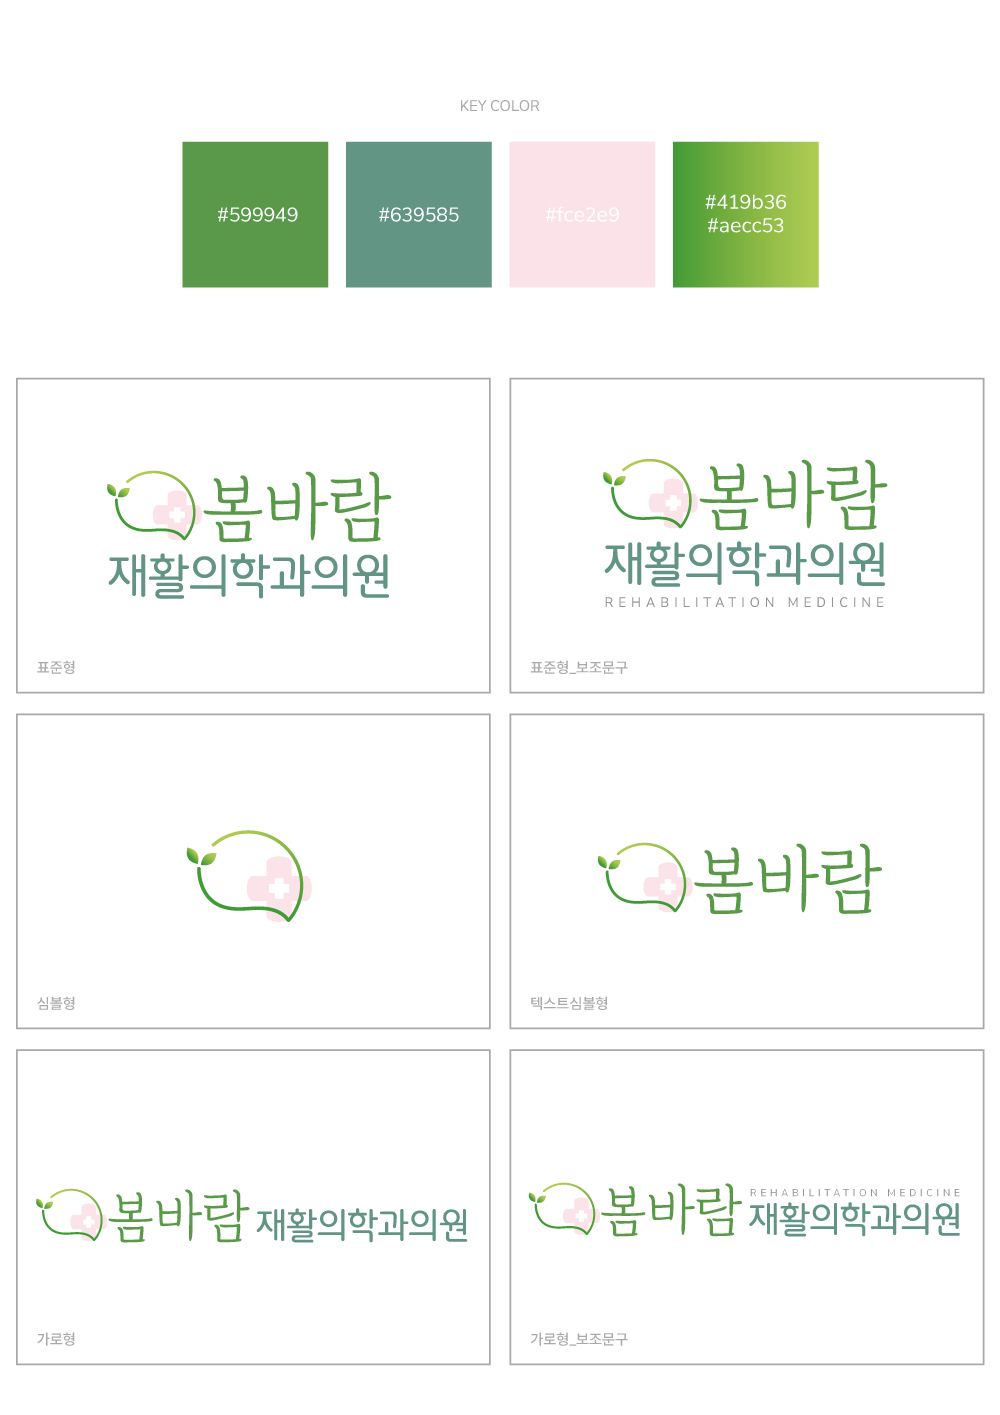 KEY COLOR
#599949
#639585
#fce2e9
#419b36
#aecc53
봄바람
재활의학과의원
표준형
봄바람
재활의학과의원
REHABILITATION MEDICINE
표준형_보조문구
심볼형
봄바람
텍스트심볼형
봄바람 재활의학과의원
가로형
봄바람
REHABILITATION MEDICINE
재활의학과의원
가로형_보조문구